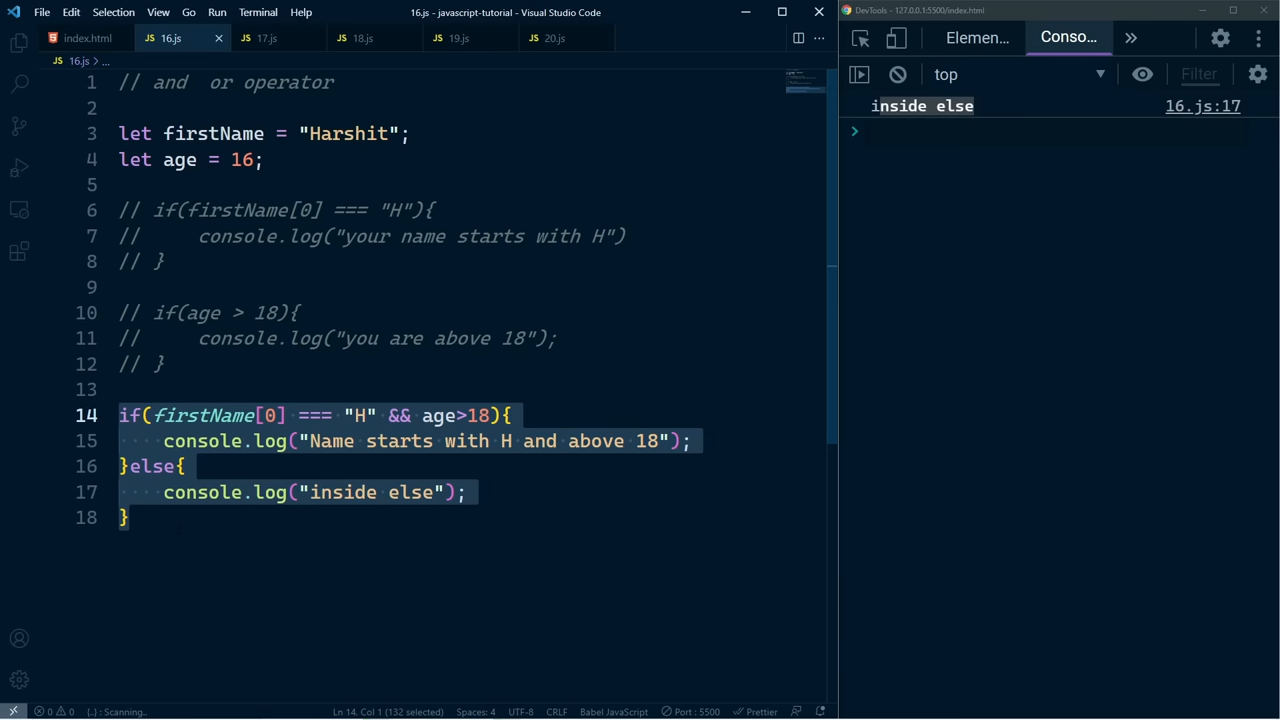 File Edit Selection View Go Run Terminal Help 16.js - javascript-tutorial - Visual Studio Code
index.html JS 16.js JS 17.js JS 18.js JS 19.js JS 20.js
JS 16.js > ...
1 // and  or operator
2
3 let firstName = "Harshit";
4 let age = 16;
5
6 // if(firstName[0] === "H"){
7 //     console.log("your name starts with H")
8 // }
9
10 // if(age > 18){
11 //     console.log("you are above 18");
12 // }
13
14 if(firstName[0] === "H" && age>18){
15     console.log("Name starts with H and above 18");
16 }else{
17     console.log("inside else");
18 }
0 0 {..} : Scanning.. Ln 14, Col 1 (132 selected) Spaces: 4 UTF-8 CRLF Babel JavaScript Port : 5500 Prettier
DevTools - 127.0.0.1:5500/index.html
Elemen... Conso... »
top Filter
inside else 16.js:17
>